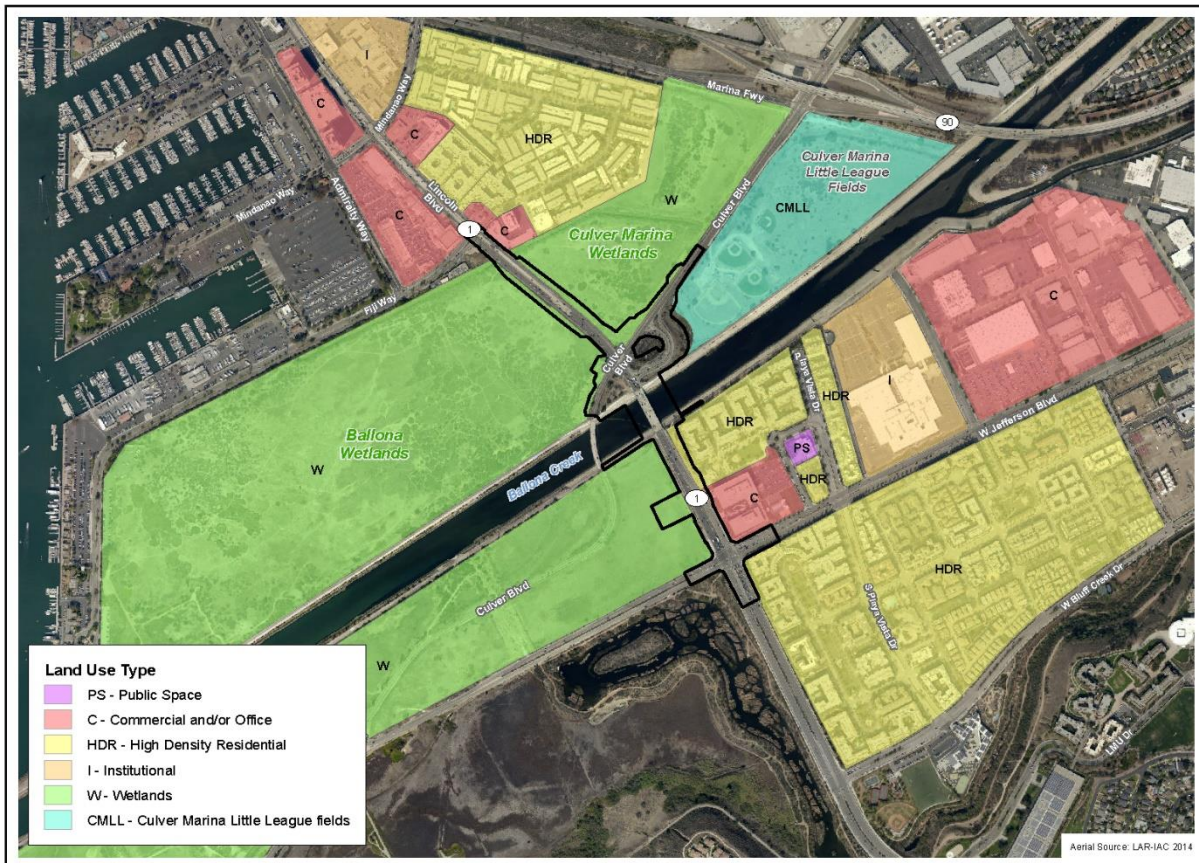 I
C
Mindanao Way
HDR
Marina Fwy
90
C
Culver Marina
Little League
Fields
Mindanao Way
Admiralty Way
C
Lincoln
Blvd
1
C
W
Culver Blvd
CMLL
Culver Marina
Wetlands
Fiji Way
C
Culver
Blvd
Playa Vista Dr
HDR
HDR
I
W Jefferson Blvd
Ballona
Wetlands
W
Ballona Creek
PS
HDR
C
1
HDR
Culver Blvd
S Playa Vista Dr
W Bluff Creek Dr
W
LMU Dr
Land Use Type
PS - Public Space
C - Commercial and/or Office
HDR - High Density Residential
I - Institutional
W - Wetlands
CMLL - Culver Marina Little League fields
Aerial Source: LAR-IAC 2014